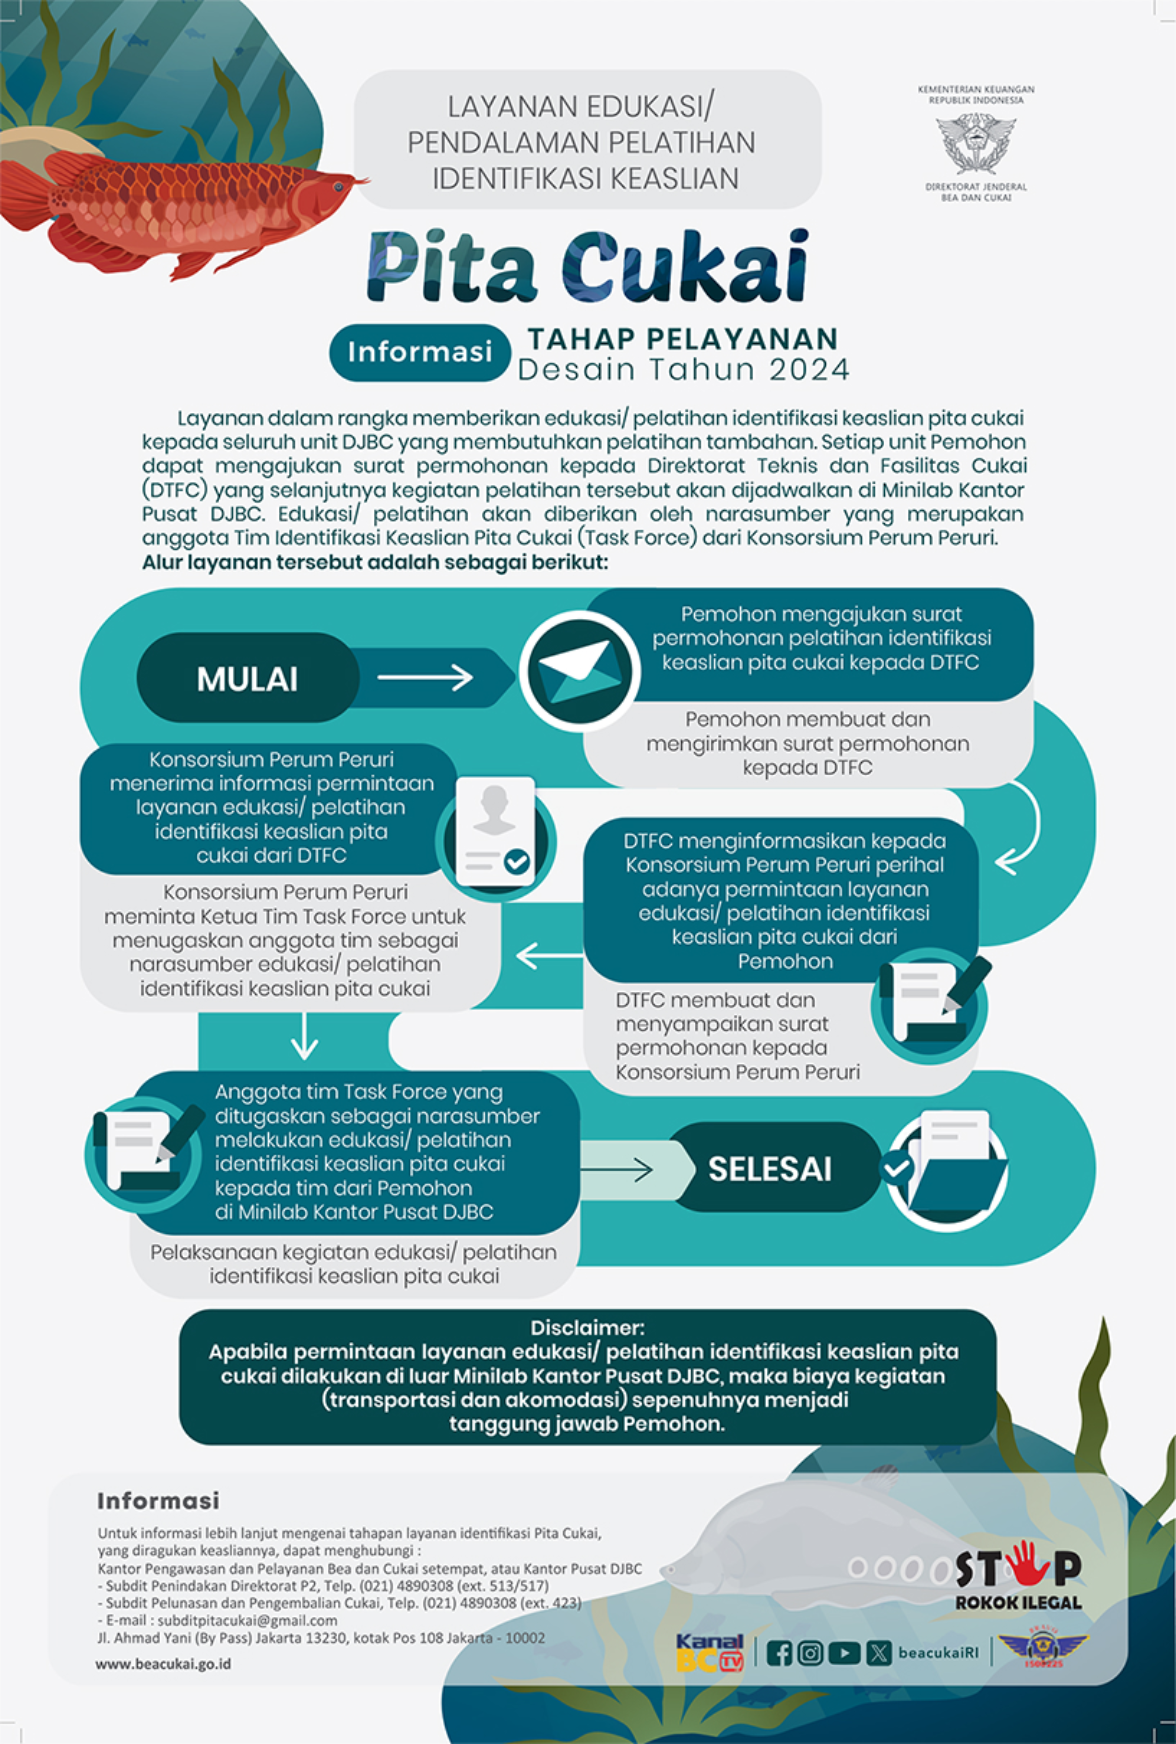 LAYANAN EDUKASI/
PENDALAMAN PELATIHAN
IDENTIFIKASI KEASLIAN
KEMENTERIAN KEUANGAN
REPUBLIK INDONESIA
DIREKTORAT JENDERAL
BEA DAN CUKAI
Pita Cukai
Informasi
TAHAP PELAYANAN
Desain Tahun 2024
Layanan dalam rangka memberikan edukasi/ pelatihan identifikasi keaslian pita cukai
kepada seluruh unit DJBC yang membutuhkan pelatihan tambahan. Setiap unit Pemohon
dapat mengajukan surat permohonan kepada Direktorat Teknis dan Fasilitas Cukai
(DTFC) yang selanjutnya kegiatan pelatihan tersebut akan dijadwalkan di Minilab Kantor
Pusat DJBC. Edukasi/ pelatihan akan diberikan oleh narasumber yang merupakan
anggota Tim Identifikasi Keaslian Pita Cukai (Task Force) dari Konsorsium Perum Peruri.
Alur layanan tersebut adalah sebagai berikut:
MULAI
Pemohon mengajukan surat
permohonan pelatihan identifikasi
keaslian pita cukai kepada DTFC
Pemohon membuat dan
mengirimkan surat permohonan
kepada DTFC
DTFC menginformasikan kepada
Konsorsium Perum Peruri perihal
adanya permintaan layanan
edukasi/ pelatihan identifikasi
keaslian pita cukai dari
Pemohon
DTFC membuat dan
menyampaikan surat
permohonan kepada
Konsorsium Perum Peruri
Konsorsium Perum Peruri
menerima informasi permintaan
layanan edukasi/ pelatihan
identifikasi keaslian pita
cukai dari DTFC
Konsorsium Perum Peruri
meminta Ketua Tim Task Force untuk
menugaskan anggota tim sebagai
narasumber edukasi/ pelatihan
identifikasi keaslian pita cukai
Anggota tim Task Force yang
ditugaskan sebagai narasumber
melakukan edukasi/ pelatihan
identifikasi keaslian pita cukai
kepada tim dari Pemohon
di Minilab Kantor Pusat DJBC
Pelaksanaan kegiatan edukasi/ pelatihan
identifikasi keaslian pita cukai
SELESAI
Disclaimer:
Apabila permintaan layanan edukasi/ pelatihan identifikasi keaslian pita
cukai dilakukan di luar Minilab Kantor Pusat DJBC, maka biaya kegiatan
(transportasi dan akomodasi) sepenuhnya menjadi
tanggung jawab Pemohon.
Informasi
Untuk informasi lebih lanjut mengenai tahapan layanan identifikasi Pita Cukai,
yang diragukan keasliannya, dapat menghubungi :
Kantor Pengawasan dan Pelayanan Bea dan Cukai setempat, atau Kantor Pusat DJBC
- Subdit Penindakan Direktorat P2, Telp. (021) 4890308 (ext. 513/517)
- Subdit Pelunasan dan Pengembalian Cukai, Telp. (021) 4890308 (ext. 423)
- E-mail : subditpitacukai@gmail.com
Jl. Ahmad Yani (By Pass) Jakarta 13230, kotak Pos 108 Jakarta - 10002
www.beacukai.go.id
STOP
ROKOK ILEGAL
Kanal
BC TV
beacukaiRI
BRAVO
1500225